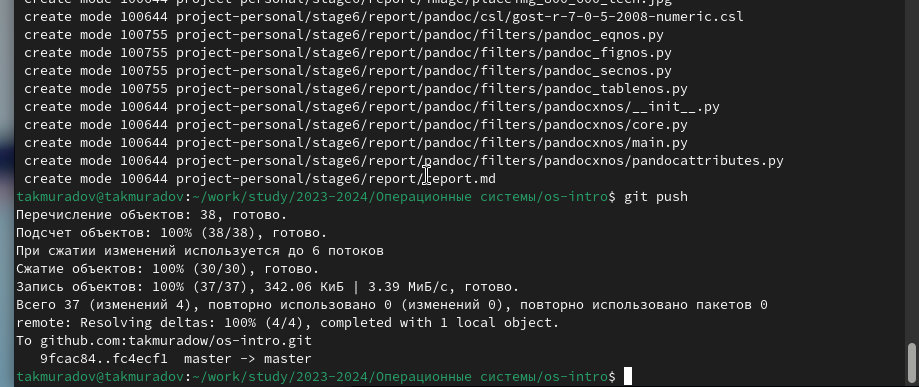 create mode 100644 project-personal/stage6/report/image/placeimg_800_600_tech.jpg
create mode 100644 project-personal/stage6/report/pandoc/csl/gost-r-7-0-5-2008-numeric.csl
create mode 100755 project-personal/stage6/report/pandoc/filters/pandoc_eqnos.py
create mode 100755 project-personal/stage6/report/pandoc/filters/pandoc_fignos.py
create mode 100755 project-personal/stage6/report/pandoc/filters/pandoc_secnos.py
create mode 100755 project-personal/stage6/report/pandoc/filters/pandoc_tablenos.py
create mode 100644 project-personal/stage6/report/pandoc/filters/pandocxnos/__init__.py
create mode 100644 project-personal/stage6/report/pandoc/filters/pandocxnos/core.py
create mode 100644 project-personal/stage6/report/pandoc/filters/pandocxnos/main.py
create mode 100644 project-personal/stage6/report/pandoc/filters/pandocxnos/pandocattributes.py
create mode 100644 project-personal/stage6/report/report.md
takmuradov@takmuradov:~/work/study/2023-2024/Операционные системы/os-intro$ git push
Перечисление объектов: 38, готово.
Подсчет объектов: 100% (38/38), готово.
При сжатии изменений используется до 6 потоков
Сжатие объектов: 100% (30/30), готово.
Запись объектов: 100% (37/37), 342.06 КиБ | 3.39 МиБ/с, готово.
Всего 37 (изменений 4), повторно использовано 0 (изменений 0), повторно использовано пакетов 0
remote: Resolving deltas: 100% (4/4), completed with 1 local object.
To github.com:takmuradow/os-intro.git
9fcac84..fc4ecf1  master -> master
takmuradov@takmuradov:~/work/study/2023-2024/Операционные системы/os-intro$